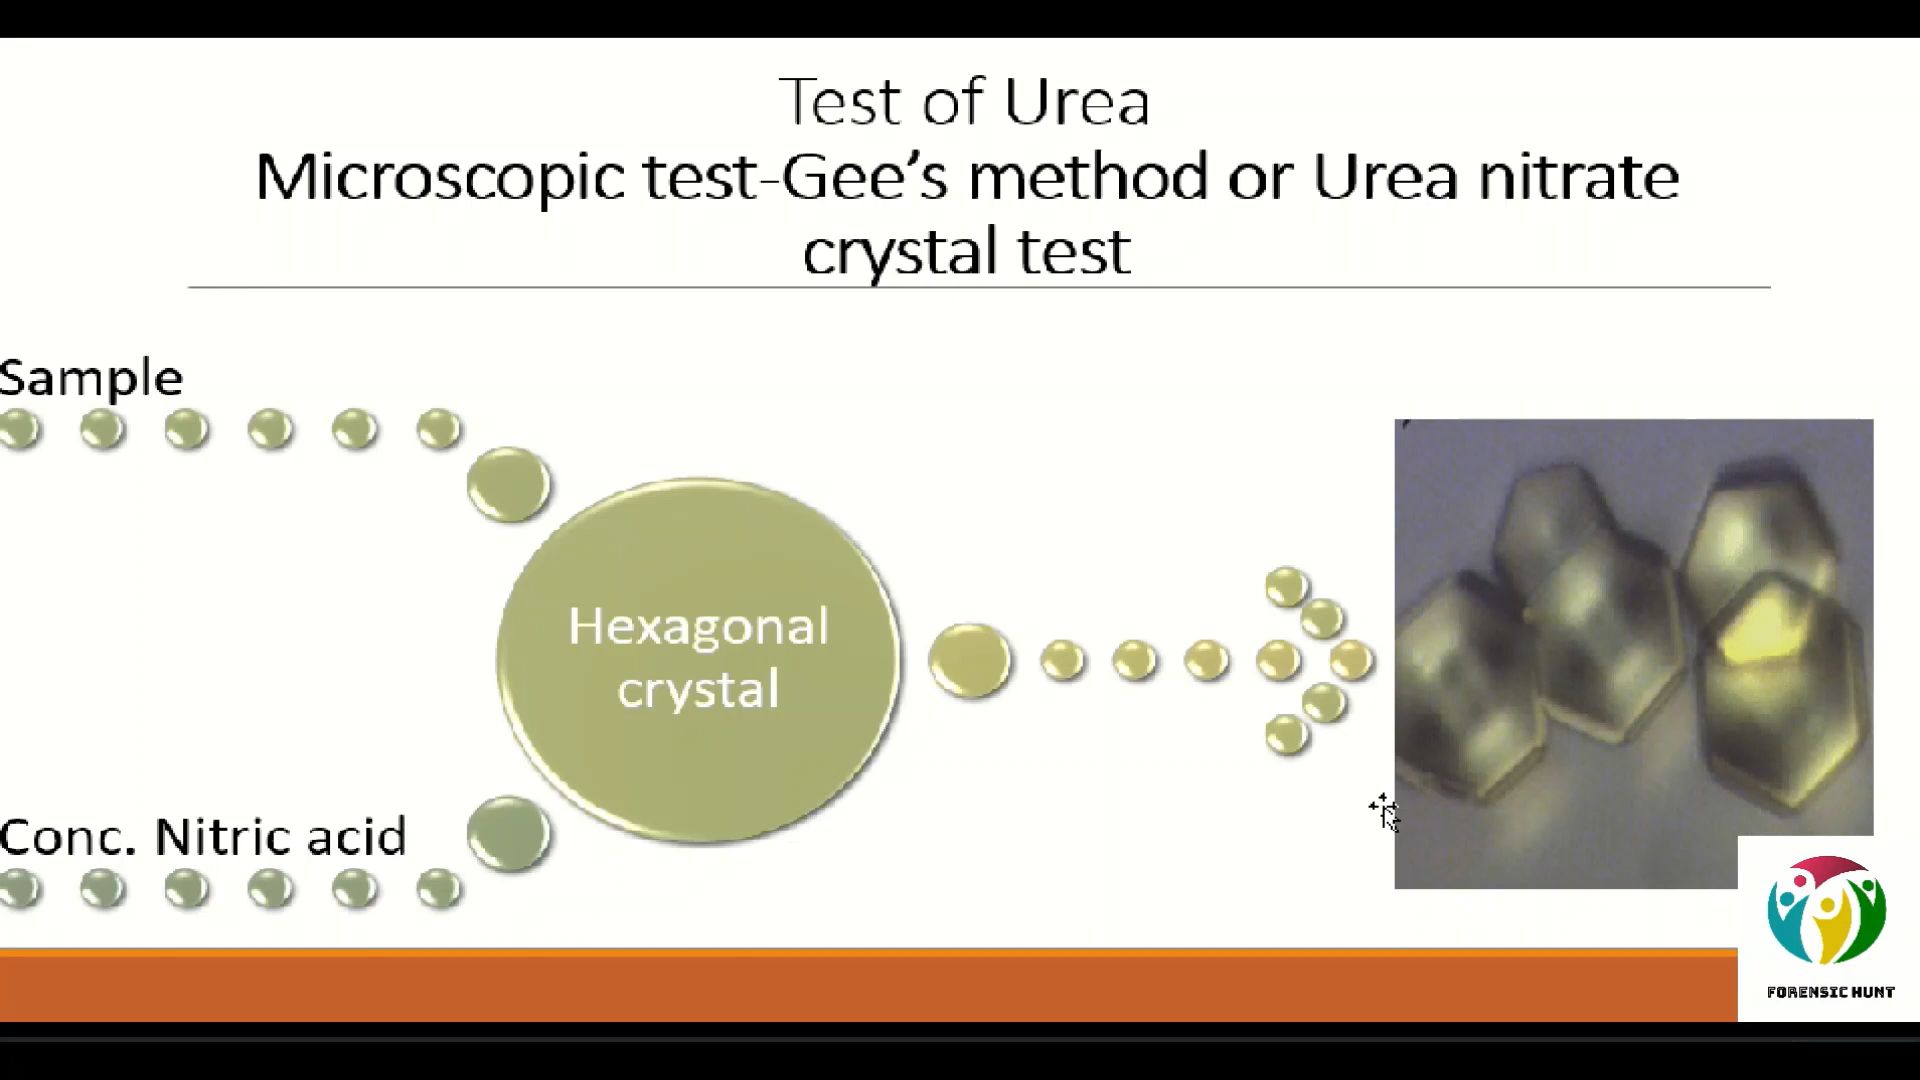 Test of Urea
Microscopic test-Gee’s method or Urea nitrate
crystal test
Sample
Hexagonal
crystal
Conc. Nitric acid
FORENSIC HUNT